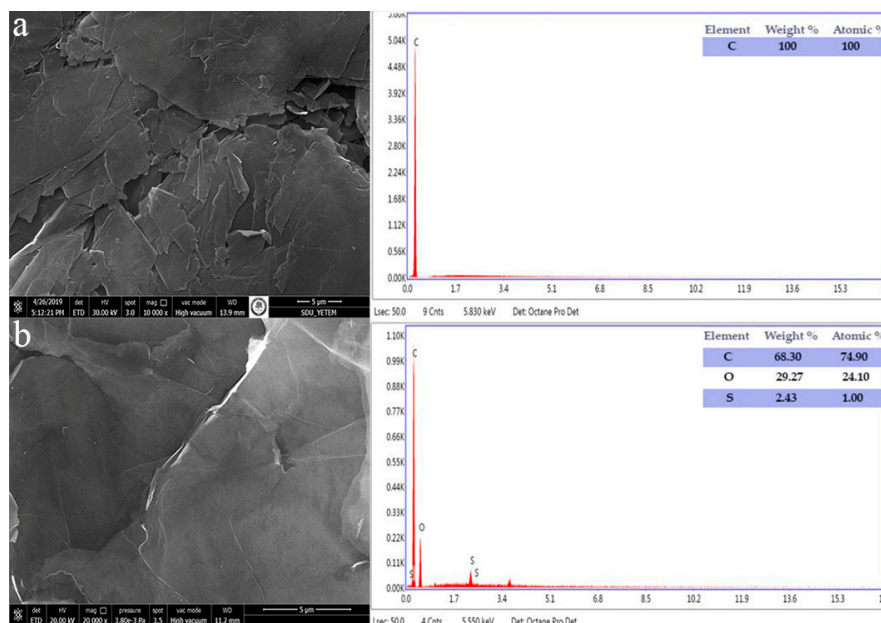 a
Element Weight % Atomic %
C 100 100
C
5.04K
4.48K
3.92K
3.36K
2.80K
2.24K
1.68K
1.12K
0.56K
0.00K
0.0 1.7 3.4 5.1 6.8 8.5 10.2 11.9 13.6 15.3
Lsec: 50.0 9 Cnts 5.830 keV Det: Octane Pro Det
4/26/2019 det HV spot mag vac mode WD 5 µm
5:12:21 PM ETD 30.00 kV 3.0 10 000 x High vacuum 13.9 mm SDU_YETEM
b
Element Weight % Atomic %
C 68.30 74.90
O 29.27 24.10
S 2.43 1.00
1.10K
0.99K
0.88K
0.77K
0.66K
0.55K
0.44K
0.33K
0.22K
0.11K
0.00K
C
O
S
S
S
0.0 1.7 3.4 5.1 6.8 8.5 10.2 11.9 13.6 15.3
Lsec: 50.0 4 Cnts 5.550 keV Det: Octane Pro Det
det HV mag pressure spot vac mode WD 5 µm
ETD 20.00 kV 20 000 x 3.80e-3 Pa 3.5 High vacuum 11.2 mm